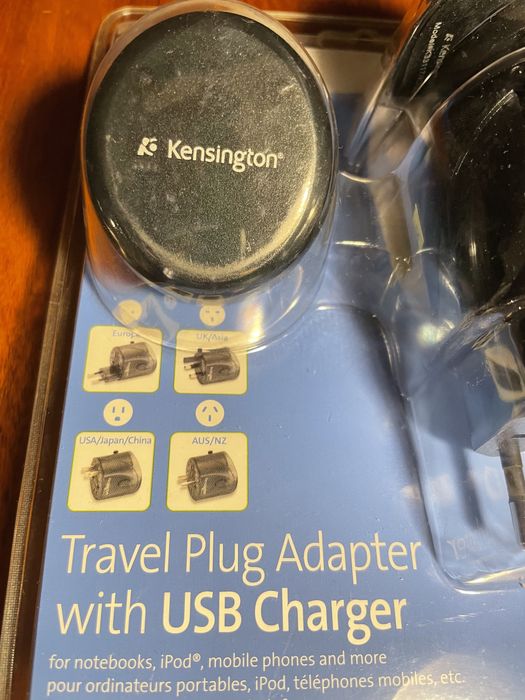 Kensington®
Europe
UK/Asia
USA/Japan/China
AUS/NZ
Travel Plug Adapter
with USB Charger
for notebooks, iPod®, mobile phones and more
pour ordinateurs portables, iPod, téléphones mobiles, etc.